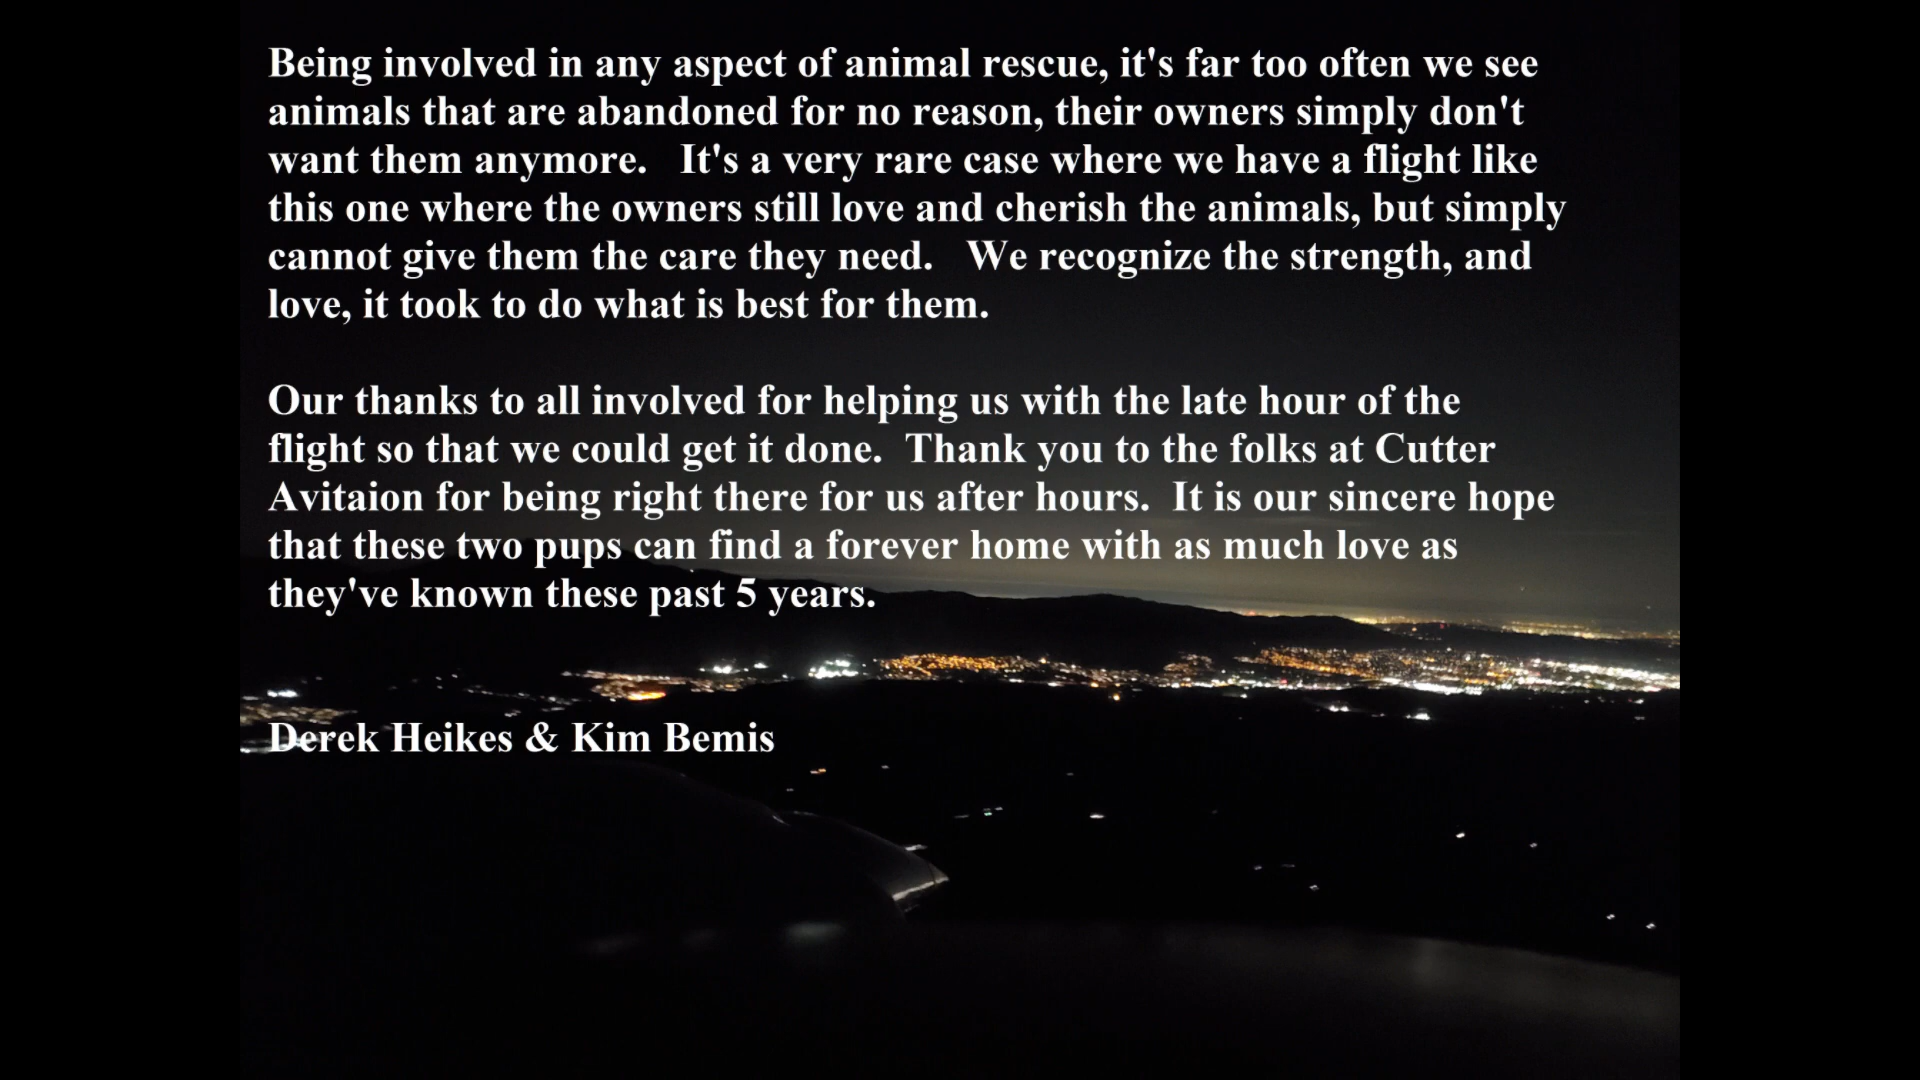 Being involved in any aspect of animal rescue, it's far too often we see
animals that are abandoned for no reason, their owners simply don't
want them anymore.   It's a very rare case where we have a flight like
this one where the owners still love and cherish the animals, but simply
cannot give them the care they need.   We recognize the strength, and
love, it took to do what is best for them.
Our thanks to all involved for helping us with the late hour of the
flight so that we could get it done.  Thank you to the folks at Cutter
Avitaion for being right there for us after hours.  It is our sincere hope
that these two pups can find a forever home with as much love as
they've known these past 5 years.
Derek Heikes & Kim Bemis